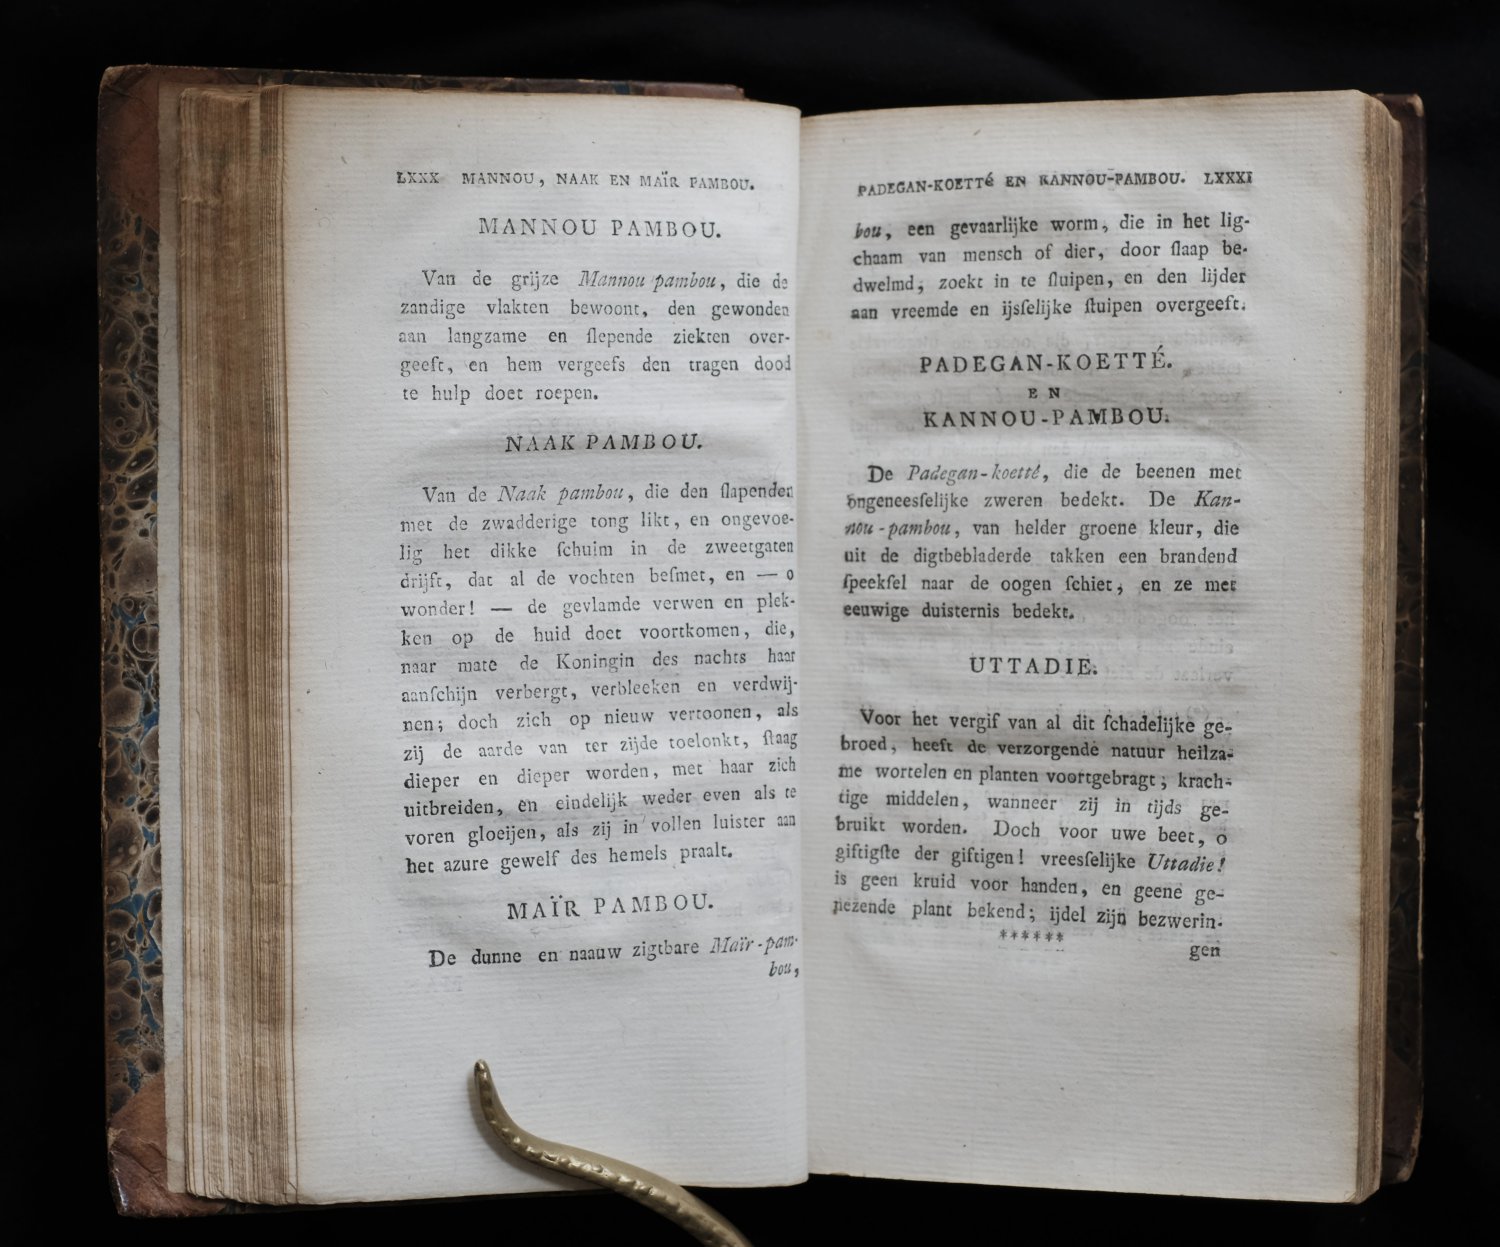 LXXX MANNOU, NAAK EN MAÏR PAMBOU.
MANNOU PAMBOU.
Van de grijze Mannou pambou, die de
zandige vlakten bewoont, den gewonden
aan langzame en ſlepende ziekten over-
geeft, en hem vergeefs den tragen dood
te hulp doet roepen.
NAAK PAMBOU.
Van de Naak pambou, die den ſlapenden
met de zwadderige tong likt, en ongevoe-
lig het dikke ſchuim in de zweetgaten
drijft, dat al de vochten beſmet, en — o
wonder! — de gevlamde verwen en plek-
ken op de huid doet voortkomen, die,
naar mate de Koningin des nachts haar
aanſchijn verbergt, verbleeken en verdwij-
nen; doch zich op nieuw vertoonen, als
zij de aarde van ter zijde toelonkt, ſtaag
dieper en dieper worden, met haar zich
uitbreiden, en eindelijk weder even als te
voren gloeijen, als zij in vollen luister aan
het azure gewelf des hemels praalt.
MAÏR PAMBOU.
De dunne en naauw zigtbare Maïr-pam-
bou,
PADEGAN-KOETTé EN KANNOU-PAMBOU. LXXXI
bou, een gevaarlijke worm, die in het lig-
chaam van mensch of dier, door ſlaap be-
dwelmd, zoekt in te ſluipen, en den lijder
aan vreemde en ijsſelijke ſtuipen overgeeft.
PADEGAN-KOETTÉ.
EN
KANNOU-PAMBOU.
De Padegan-koetté, die de beenen met
ongeneesſelijke zweren bedekt. De Kan-
nou-pambou, van helder groene kleur, die
uit de digtbebladerde takken een brandend
ſpeekſel naar de oogen ſchiet, en ze met
eeuwige duisternis bedekt.
UTTADIE.
Voor het vergif van al dit ſchadelijke ge-
broed, heeft de verzorgende natuur heilza-
me wortelen en planten voortgebragt; krach-
tige middelen, wanneer zij in tijds ge-
bruikt worden. Doch voor uwe beet, o
giftigſte der giftigen! vreesſelijke Uttadie!
is geen kruid voor handen, en geene ge-
nezende plant bekend; ijdel zijn bezwerin-
******
gen